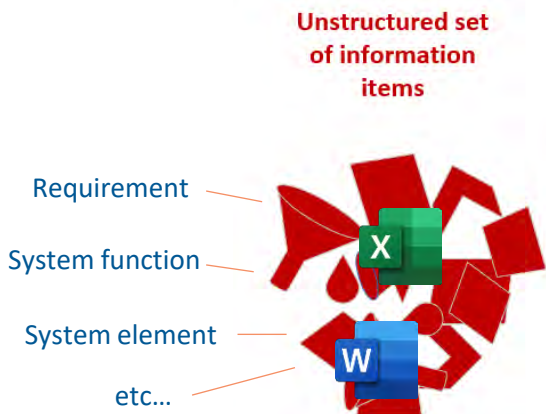 Unstructured set
of information
items
Requirement
X
System function
System element
W
etc...